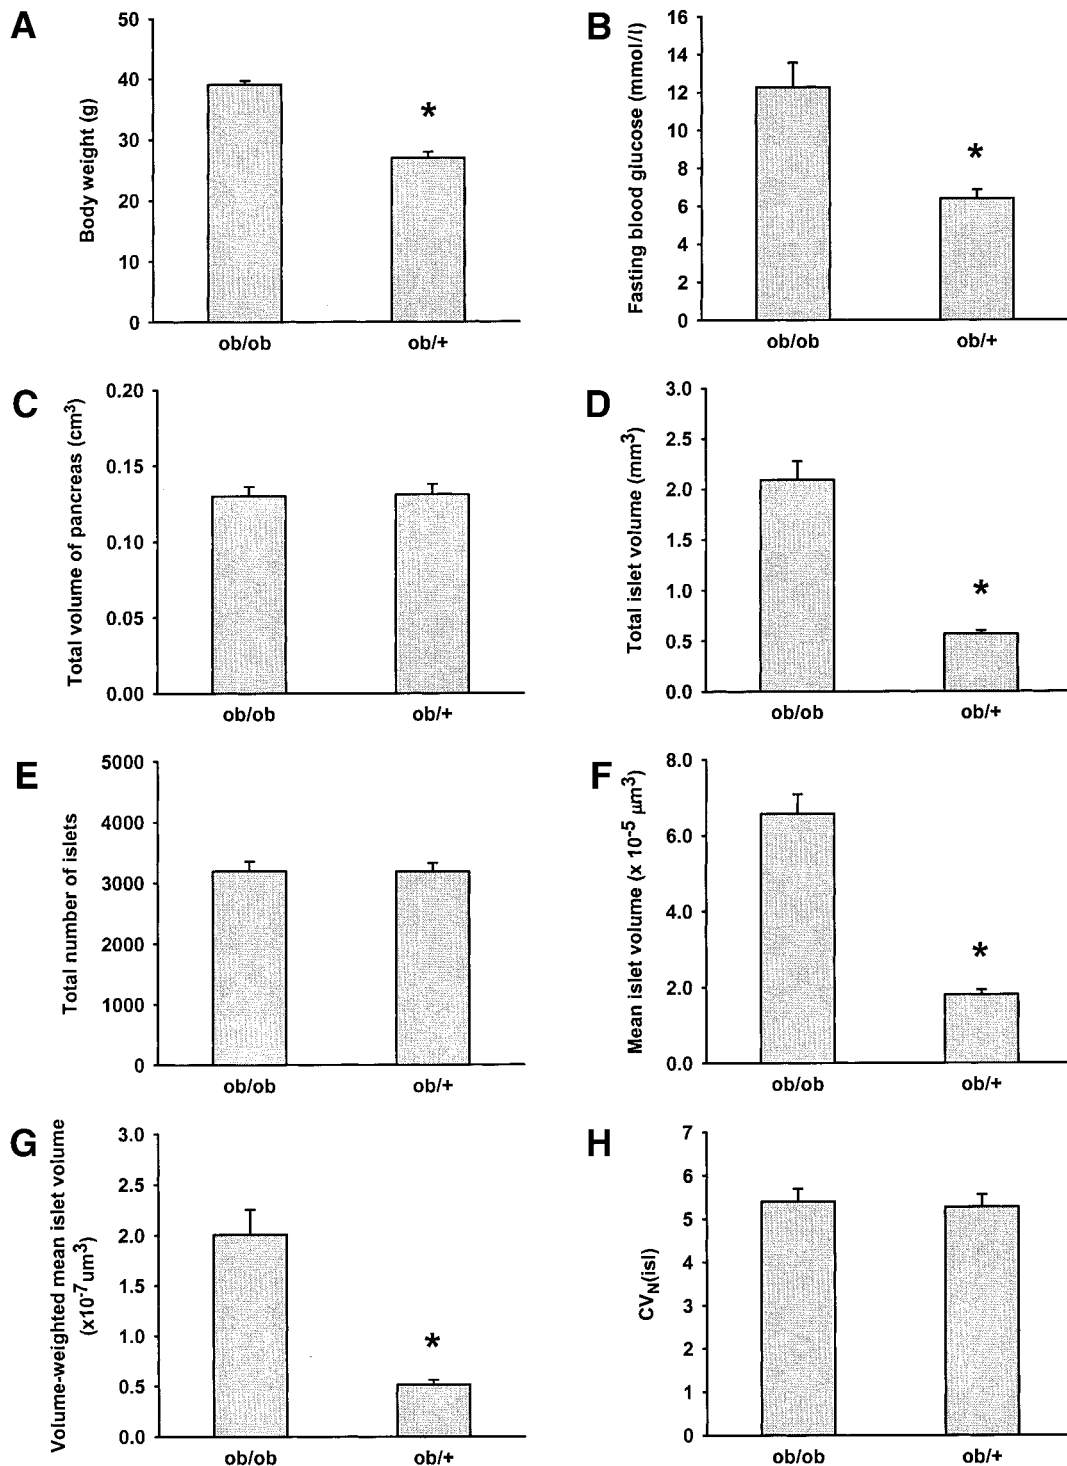 A
Body weight (g)
50
40
30
20
10
0
*
ob/ob ob/+
B
Fasting blood glucose (mmol/l)
16
14
12
10
8
6
4
2
0
*
ob/ob ob/+
C
Total volume of pancreas (cm³)
0.20
0.15
0.10
0.05
0.00
ob/ob ob/+
D
Total islet volume (mm³)
3.0
2.5
2.0
1.5
1.0
0.5
0.0
*
ob/ob ob/+
E
Total number of islets
5000
4000
3000
2000
1000
0
ob/ob ob/+
F
Mean islet volume (x 10⁻⁵ µm³)
8.0
6.0
4.0
2.0
0.0
*
ob/ob ob/+
G
Volume-weighted mean islet volume
(x10⁻⁷um³)
3.0
2.5
2.0
1.5
1.0
0.5
0.0
*
ob/ob ob/+
H
CV_N(isl)
7
6
5
4
3
2
1
0
ob/ob ob/+